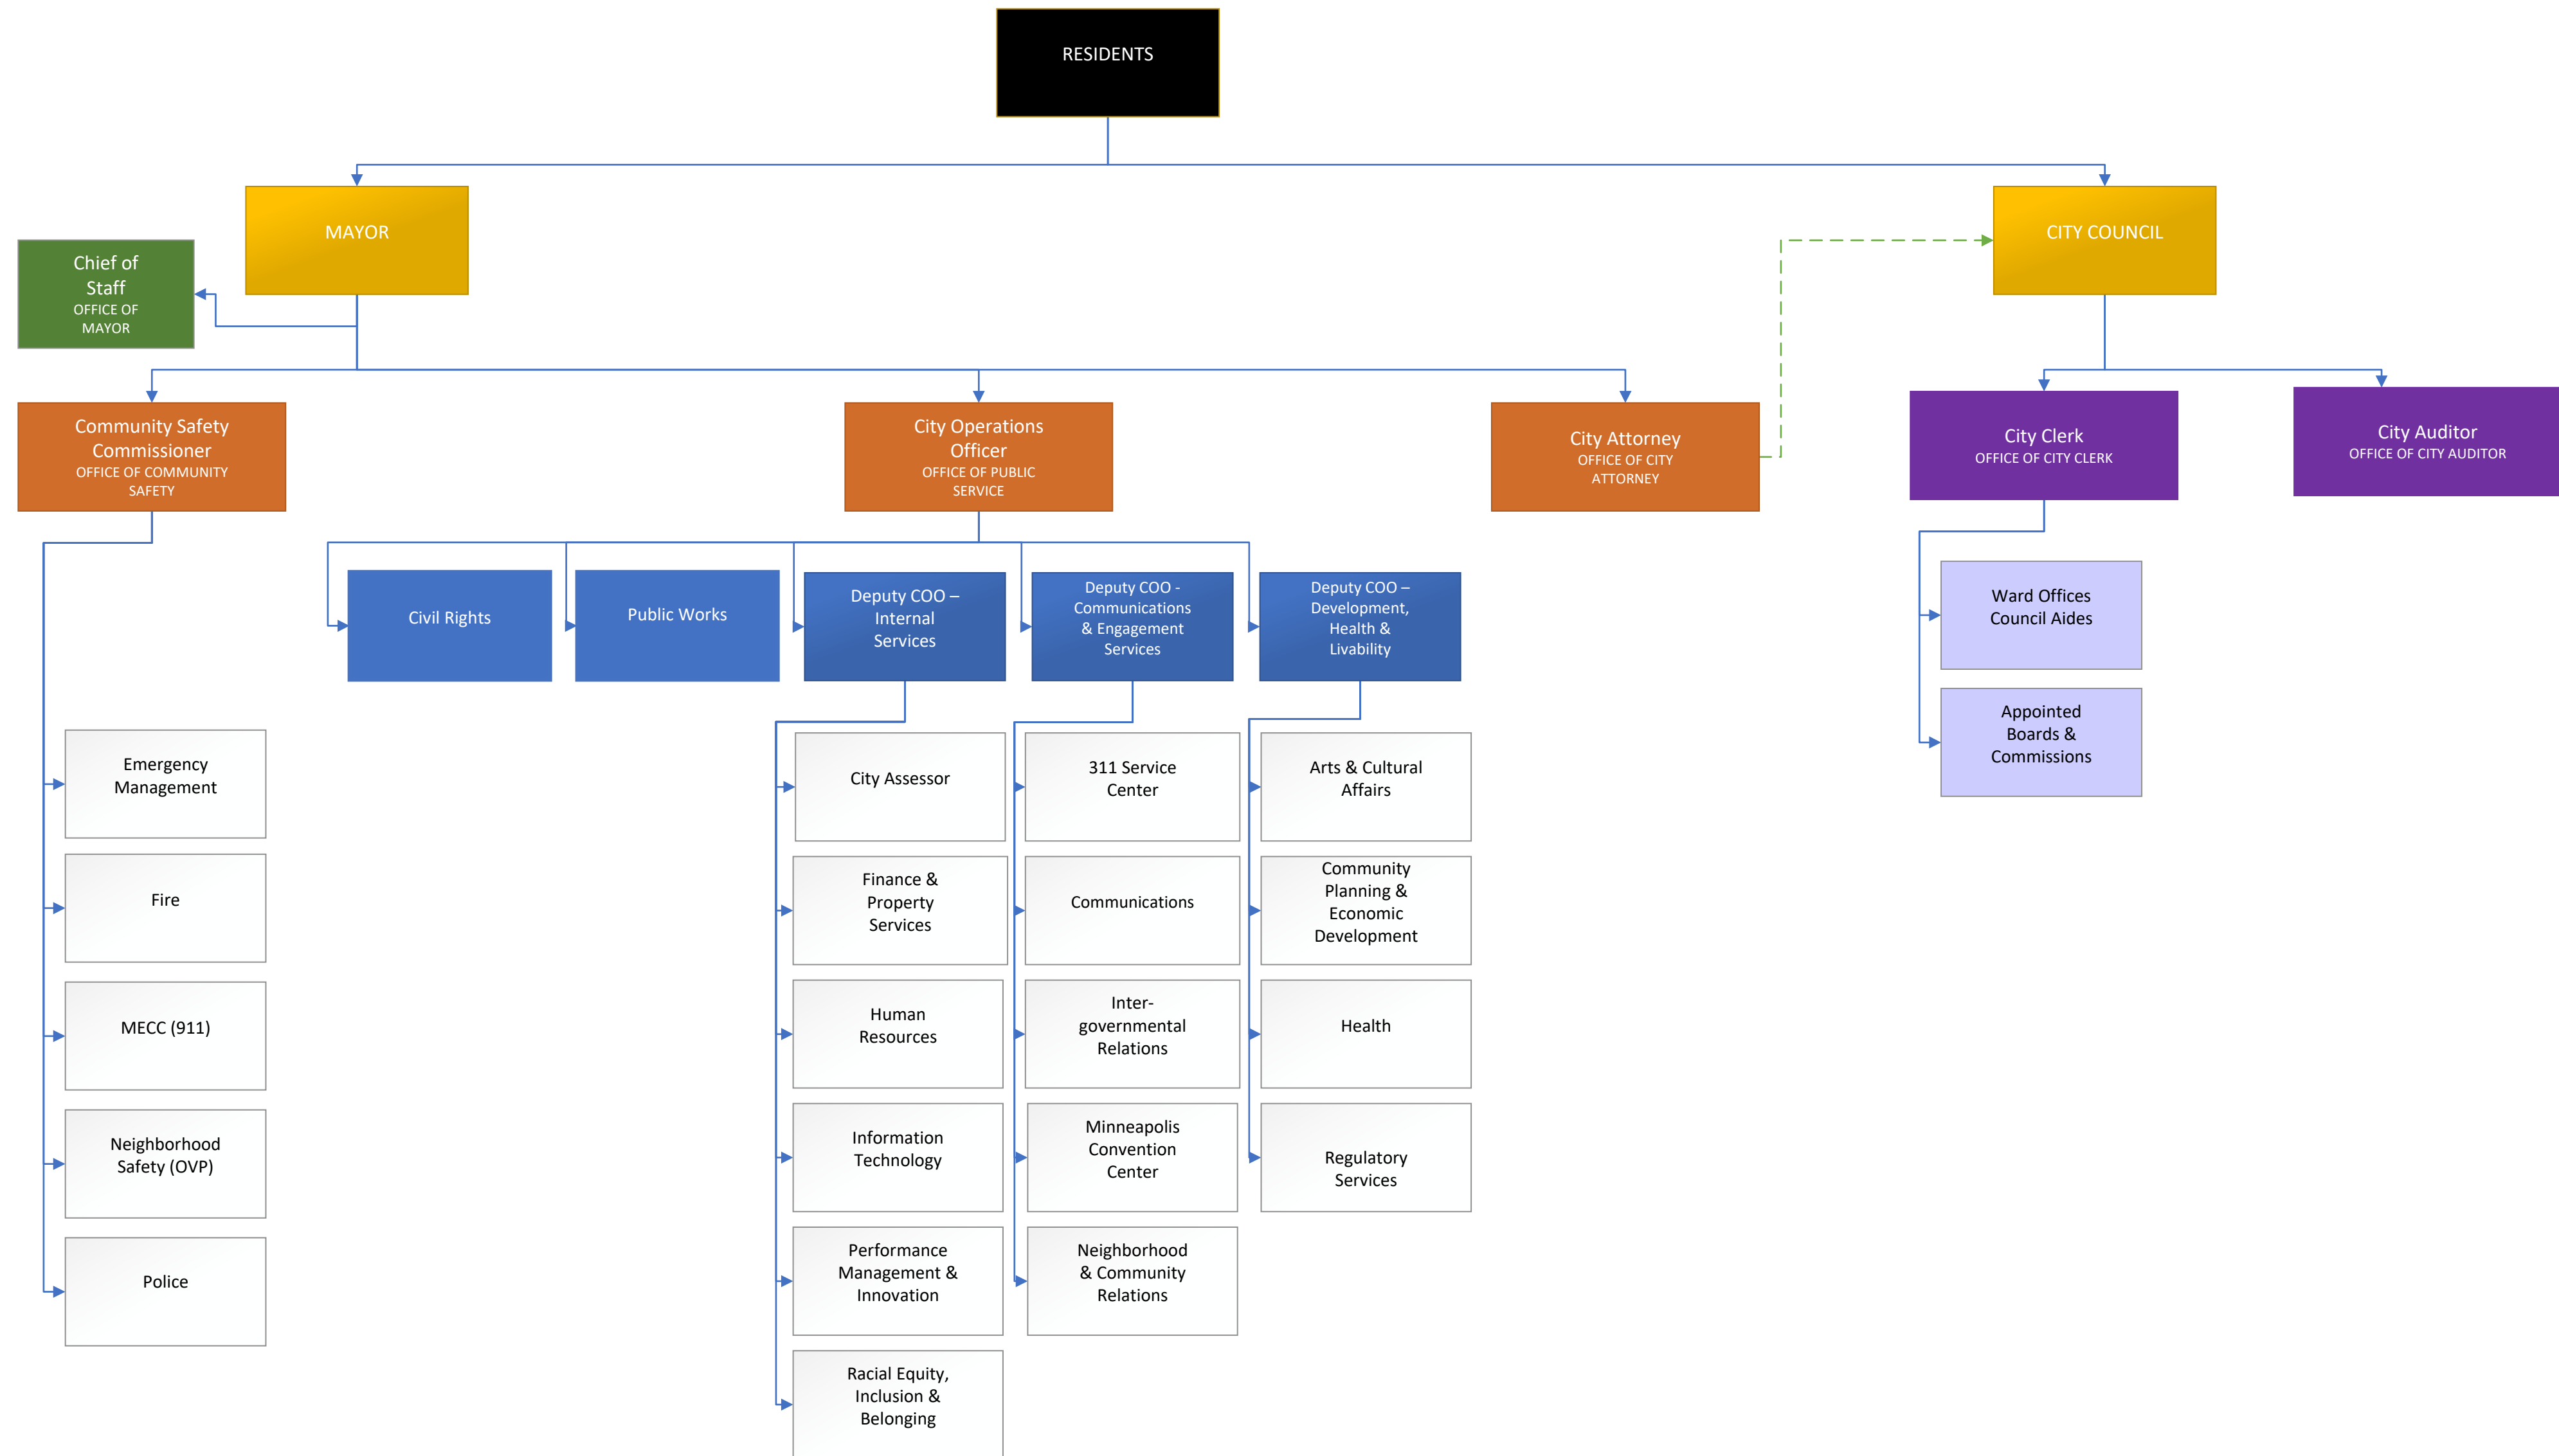 RESIDENTS
MAYOR
CITY COUNCIL
Chief of
Staff
OFFICE OF
MAYOR
Community Safety
Commissioner
OFFICE OF COMMUNITY
SAFETY
City Operations
Officer
OFFICE OF PUBLIC
SERVICE
City Attorney
OFFICE OF CITY
ATTORNEY
City Clerk
OFFICE OF CITY CLERK
City Auditor
OFFICE OF CITY AUDITOR
Civil Rights
Public Works
Deputy COO –
Internal
Services
Deputy COO -
Communications
& Engagement
Services
Deputy COO –
Development,
Health &
Livability
Ward Offices
Council Aides
Appointed
Boards &
Commissions
Emergency
Management
Fire
MECC (911)
Neighborhood
Safety (OVP)
Police
City Assessor
Finance &
Property
Services
Human
Resources
Information
Technology
Performance
Management &
Innovation
Racial Equity,
Inclusion &
Belonging
311 Service
Center
Communications
Inter-
governmental
Relations
Minneapolis
Convention
Center
Neighborhood
& Community
Relations
Arts & Cultural
Affairs
Community
Planning &
Economic
Development
Health
Regulatory
Services